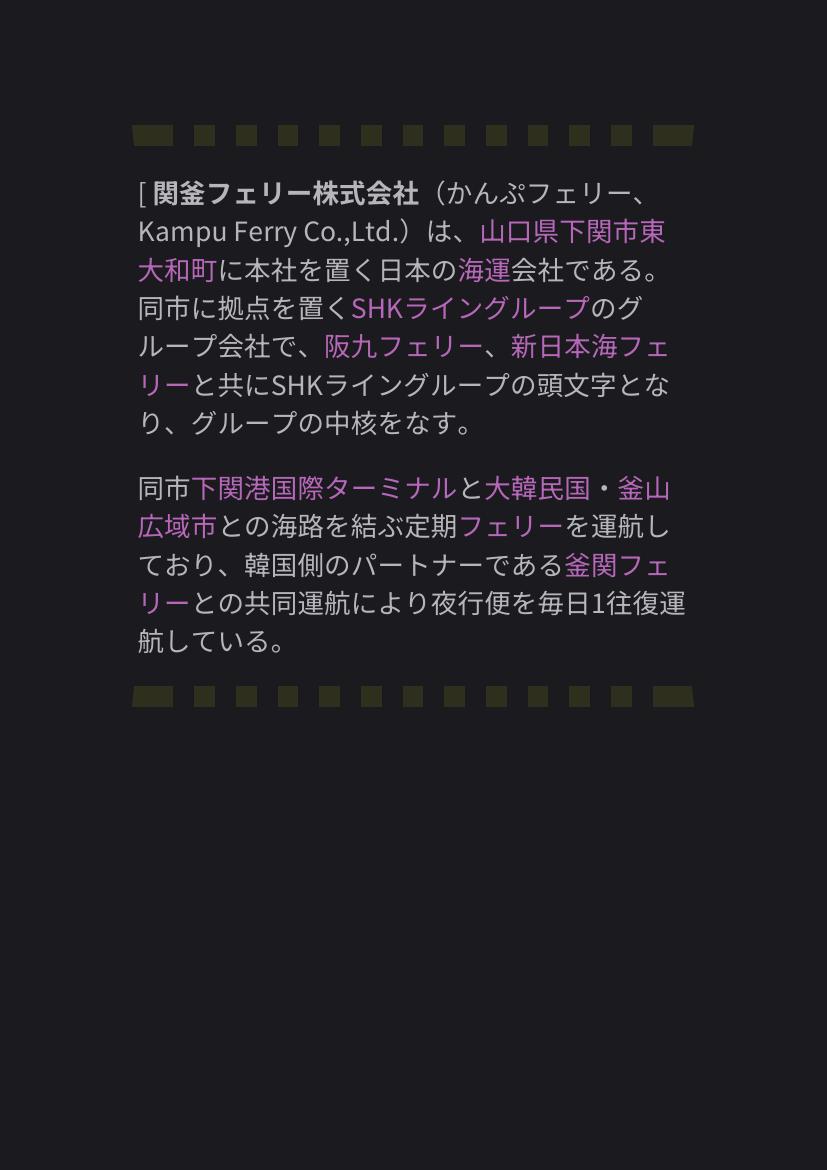 [ 関釜フェリー株式会社（かんぷフェリー、
Kampu Ferry Co.,Ltd.）は、山口県下関市東
大和町に本社を置く日本の海運会社である。
同市に拠点を置くSHKライングループのグ
ループ会社で、阪九フェリー、新日本海フェ
リーと共にSHKライングループの頭文字とな
り、グループの中核をなす。
同市下関港国際ターミナルと大韓民国・釜山
広域市との海路を結ぶ定期フェリーを運航し
ており、韓国側のパートナーである釜関フェ
リーとの共同運航により夜行便を毎日1往復運
航している。